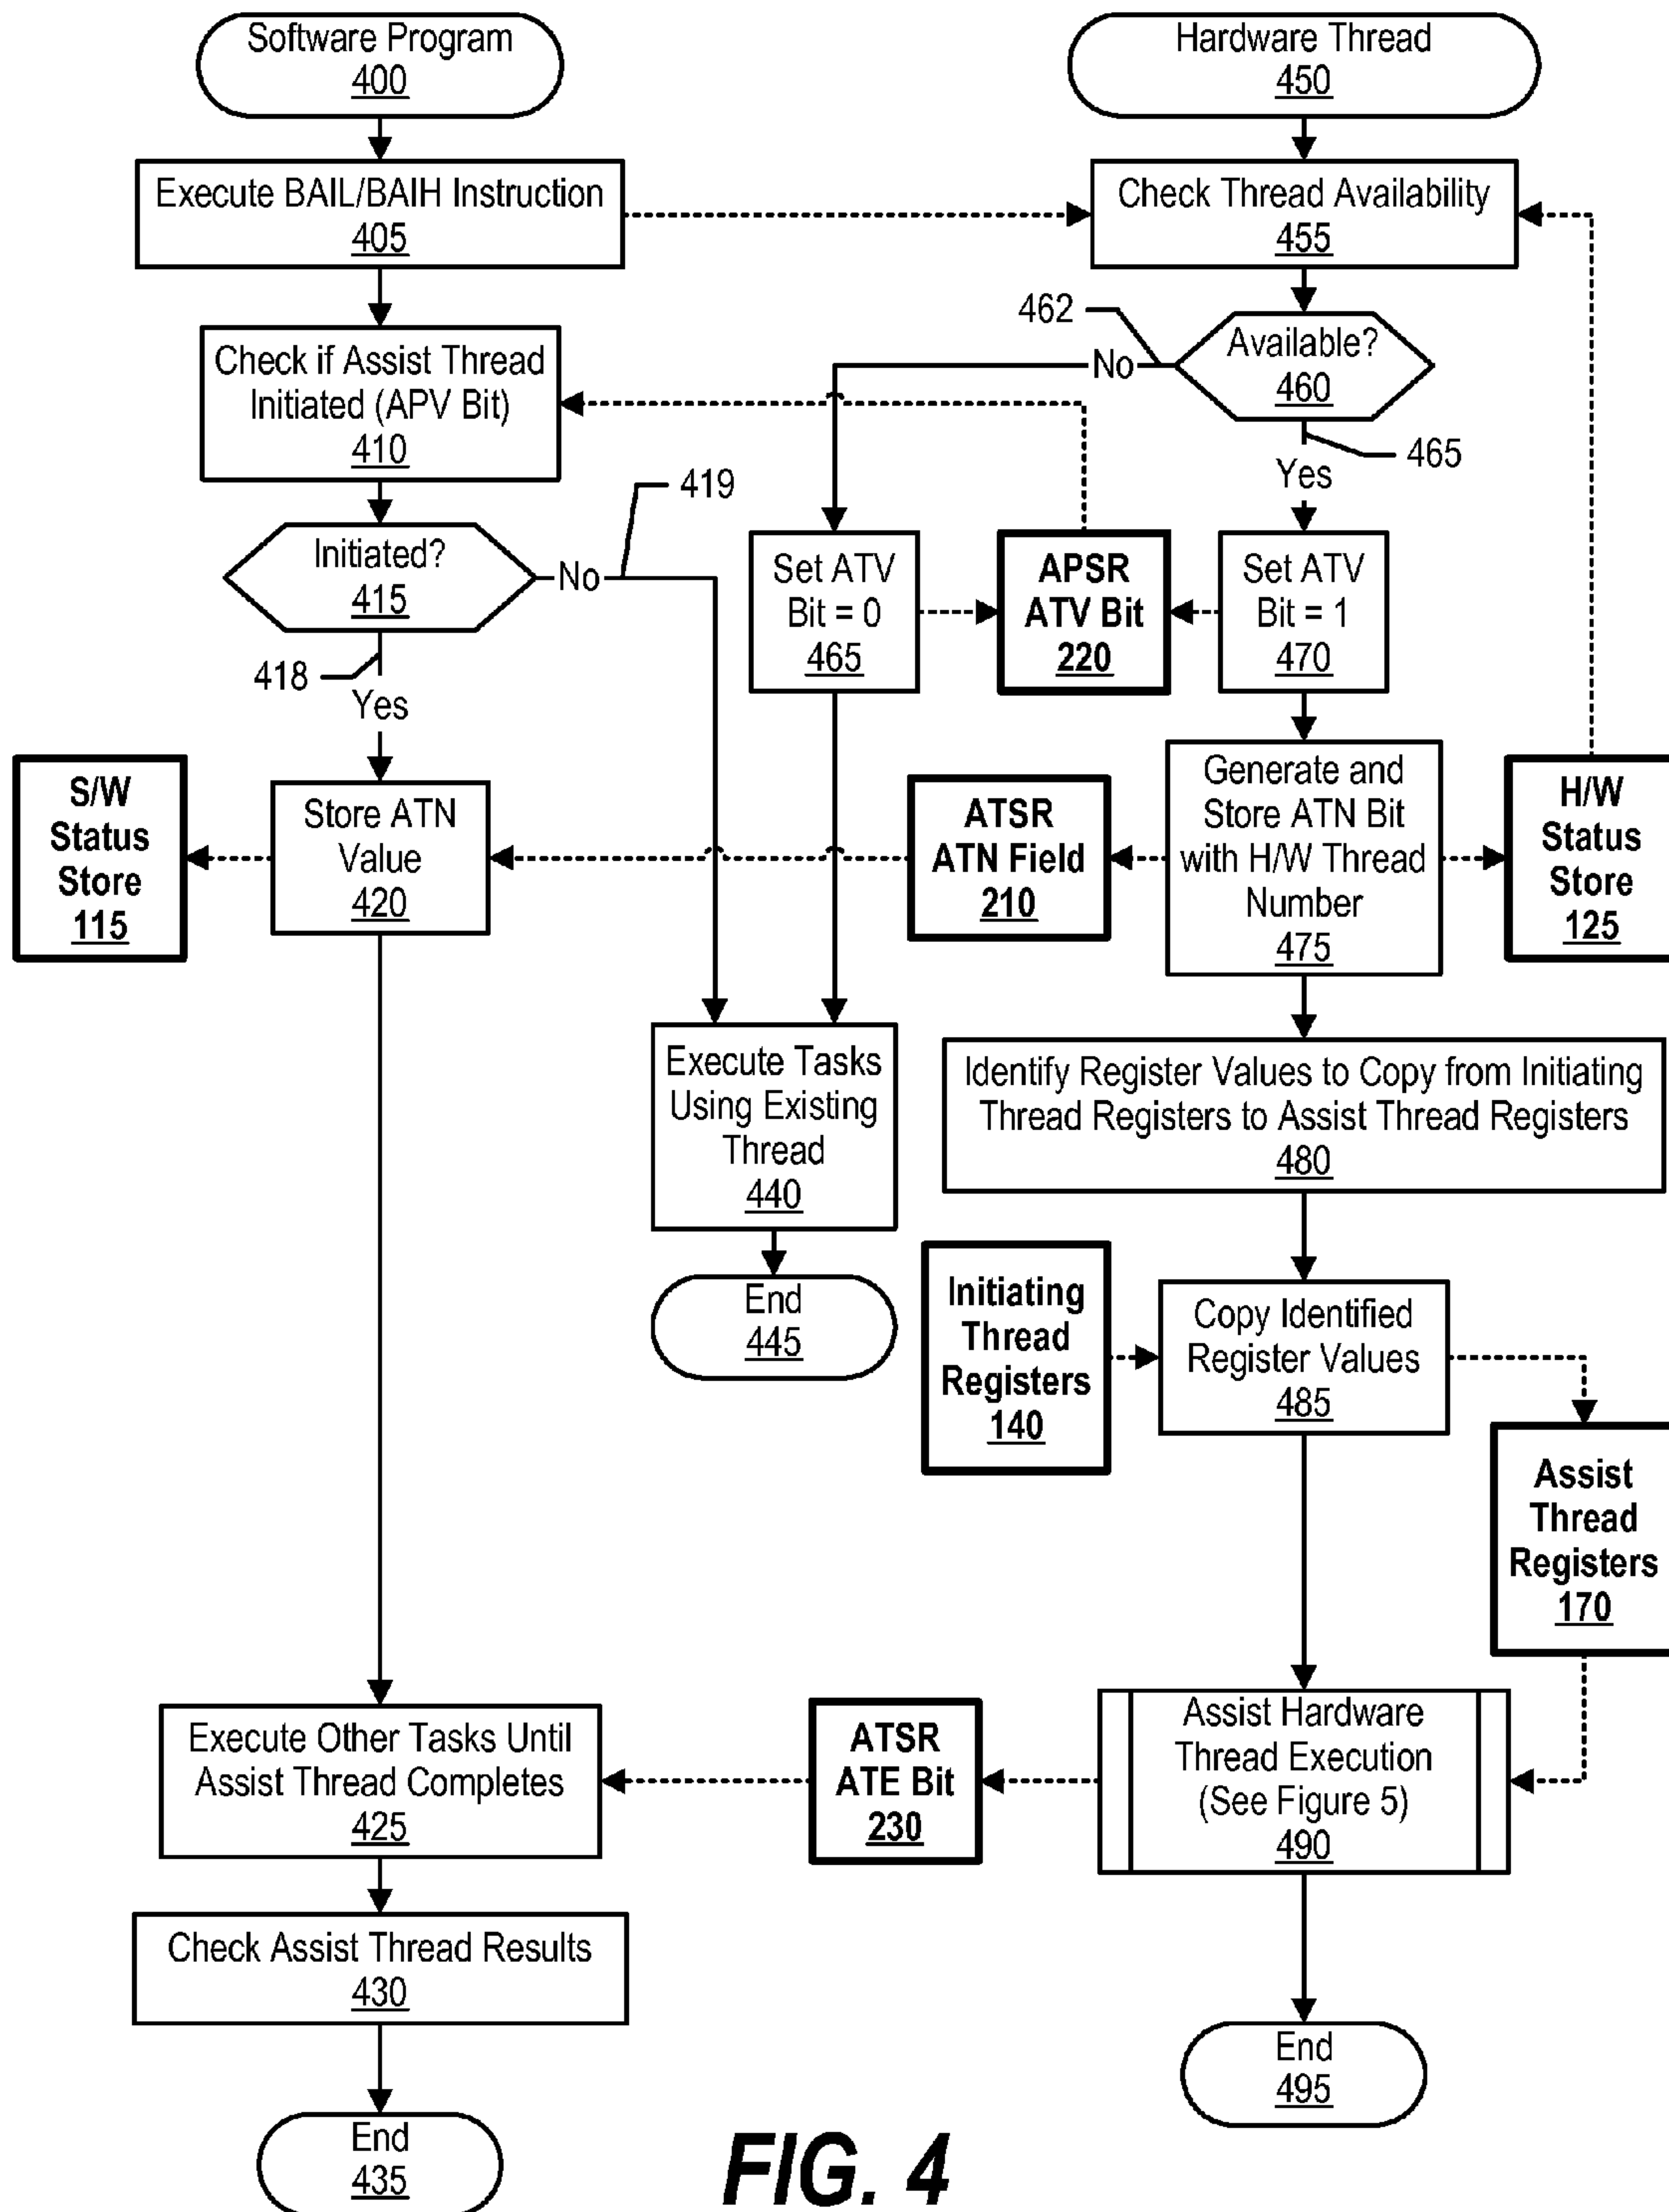 Software Program
400
Execute BAIL/BAIH Instruction
405
Check if Assist Thread
Initiated (APV Bit)
410
419
Initiated?
415
No
418
Yes
S/W
Status
Store
115
Store ATN
Value
420
Execute Other Tasks Until
Assist Thread Completes
425
Check Assist Thread Results
430
End
435
Hardware Thread
450
Check Thread Availability
455
462
No
Available?
460
465
Yes
Set ATV
Bit = 0
465
APSR
ATV Bit
220
Set ATV
Bit = 1
470
ATSR
ATN Field
210
Generate and
Store ATN Bit
with H/W Thread
Number
475
H/W
Status
Store
125
Execute Tasks
Using Existing
Thread
440
End
445
Identify Register Values to Copy from Initiating
Thread Registers to Assist Thread Registers
480
Initiating
Thread
Registers
140
Copy Identified
Register Values
485
Assist
Thread
Registers
170
ATSR
ATE Bit
230
Assist Hardware
Thread Execution
(See Figure 5)
490
End
495
FIG. 4